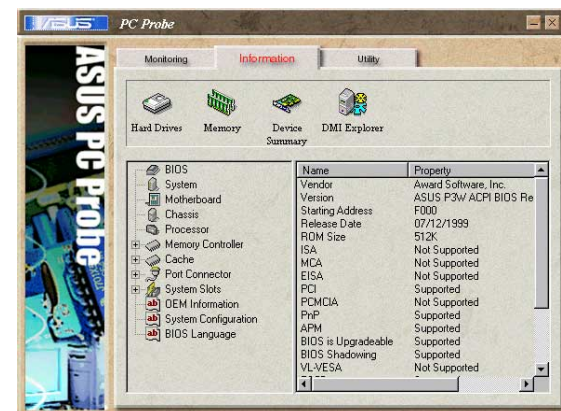 ASUS PC Probe
Monitoring Information Utility
Hard Drives Memory Device Summary DMI Explorer
ASUS PC Probe
BIOS
System
Motherboard
Chassis
Processor
Memory Controller
Cache
Port Connector
System Slots
OEM Information
System Configuration
BIOS Language
Name Property
Vendor Award Software, Inc.
Version ASUS P3W ACPI BIOS Re
Starting Address F000
Release Date 07/12/1999
ROM Size 512K
ISA Not Supported
MCA Not Supported
EISA Not Supported
PCI Supported
PCMCIA Not Supported
PnP Supported
APM Supported
BIOS is Upgradeable Supported
BIOS Shadowing Supported
VL-VESA Not Supported